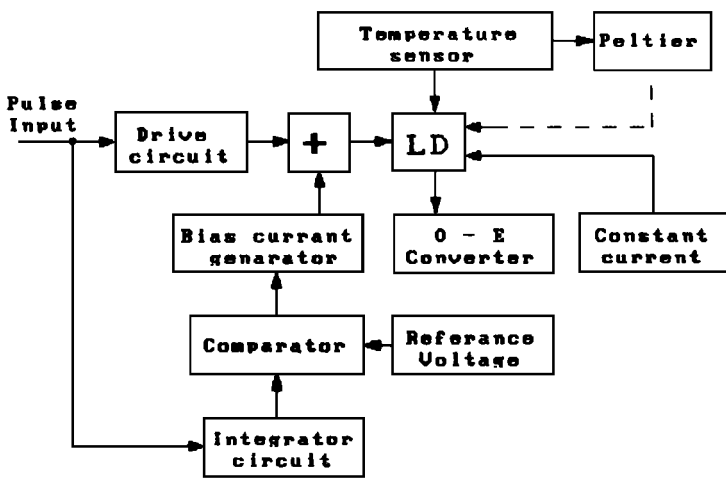 Temperature
sensor
Peltier
Pulse
Input
Drive
circuit
+
LD
Bias currant
genarator
O - E
Converter
Constant
current
Comparator
Referance
Voltage
Integrator
circuit